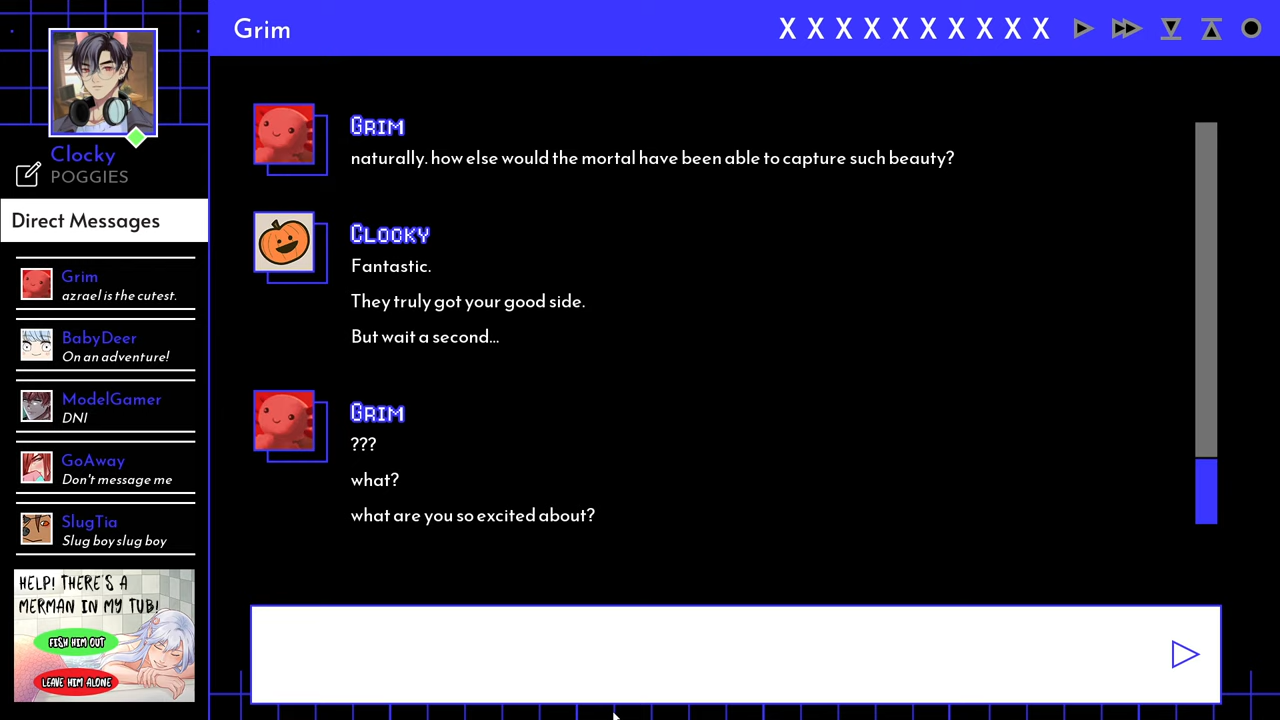 Grim
X X X X X X X X X X
Clocky
POGGIES
Direct Messages
Grim
azrael is the cutest.
BabyDeer
On an adventure!
ModelGamer
DNI
GoAway
Don't message me
SlugTia
Slug boy slug boy
HELP! THERE'S A
MERMAN IN MY TUB!
FISH HIM OUT
LEAVE HIM ALONE
Grim
naturally. how else would the mortal have been able to capture such beauty?
Clocky
Fantastic.
They truly got your good side.
But wait a second...
Grim
???
what?
what are you so excited about?